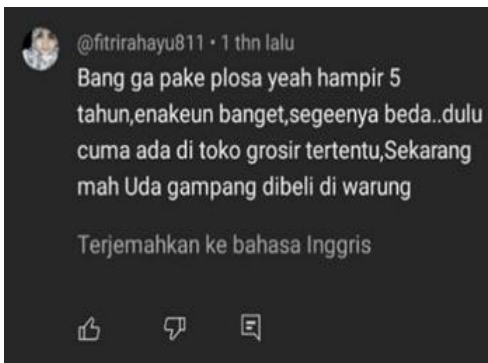 @fitrirahayu811 • 1 thn lalu
Bang ga pake plosa yeah hampir 5
tahun,enakeun banget,segeenya beda..dulu
cuma ada di toko grosir tertentu,Sekarang
mah Uda gampang dibeli di warung
Terjemahkan ke bahasa Inggris